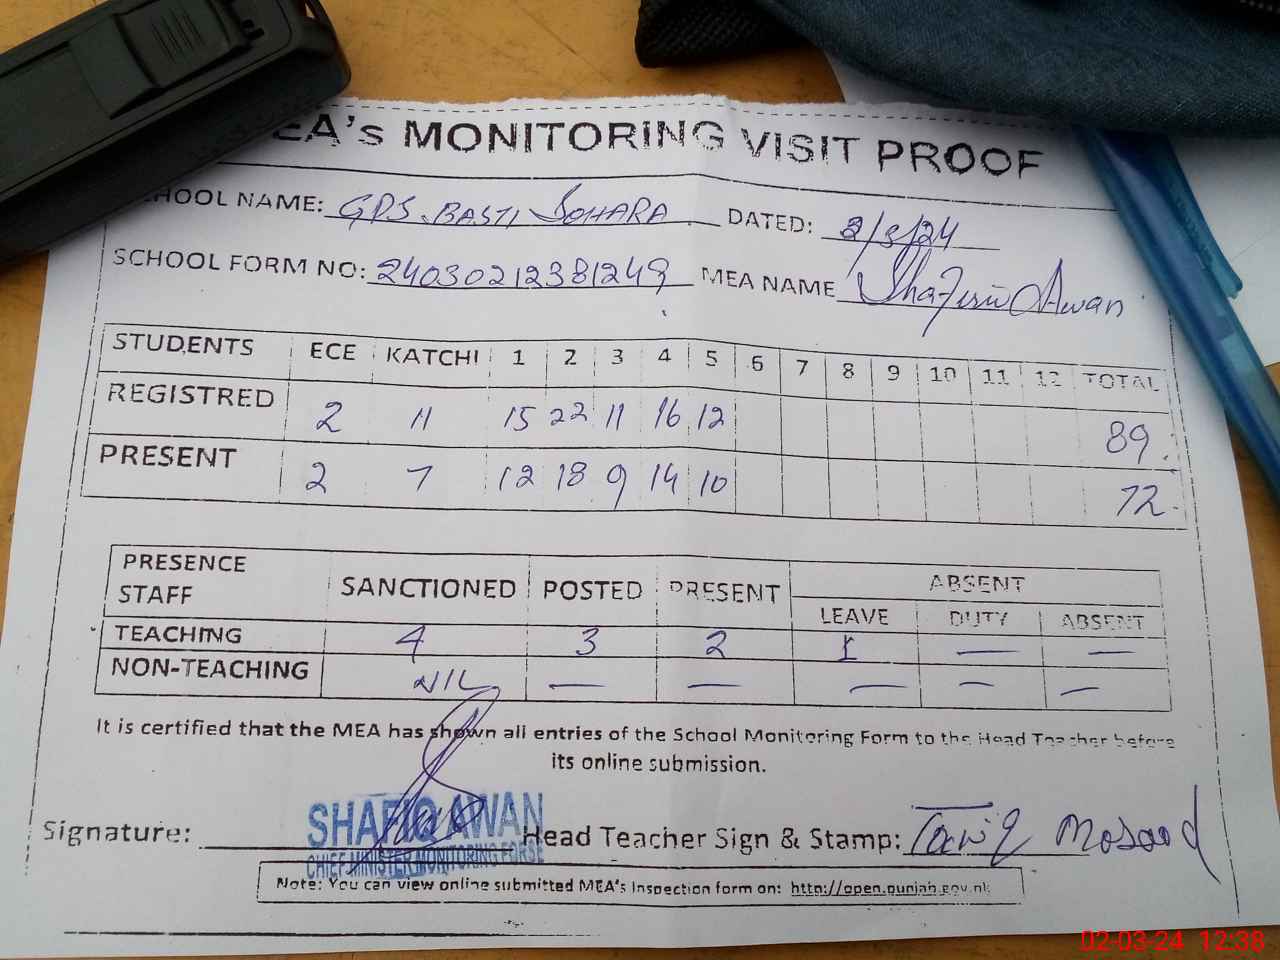 MEA's MONITORING VISIT PROOF
SCHOOL NAME: GPS. BASTI SOHARA DATED: 2/3/24
SCHOOL FORM NO: 24030212381249 MEA NAME Awan
STUDENTS ECE KATCHI 1 2 3 4 5 6 7 8 9 10 11 12 TOTAL
REGISTRED 2 11 15 22 11 16 12 89
PRESENT 2 7 12 18 9 14 10 72
PRESENCE STAFF SANCTIONED POSTED PRESENT ABSENT
LEAVE DUTY ABSENT
TEACHING 4 3 2 1 — —
NON-TEACHING NIL — — — — —
It is certified that the MEA has shown all entries of the School Monitoring Form to the Head Teacher before
its online submission.
SHAFIQ AWAN
CHIEF MINISTER MONITORING FORSE
Signature: Head Teacher Sign & Stamp: Tariq Masood
Note: You can view online submitted MEA's Inspection form on: http://open.punjab.gov.pk
02-03-24 12:38